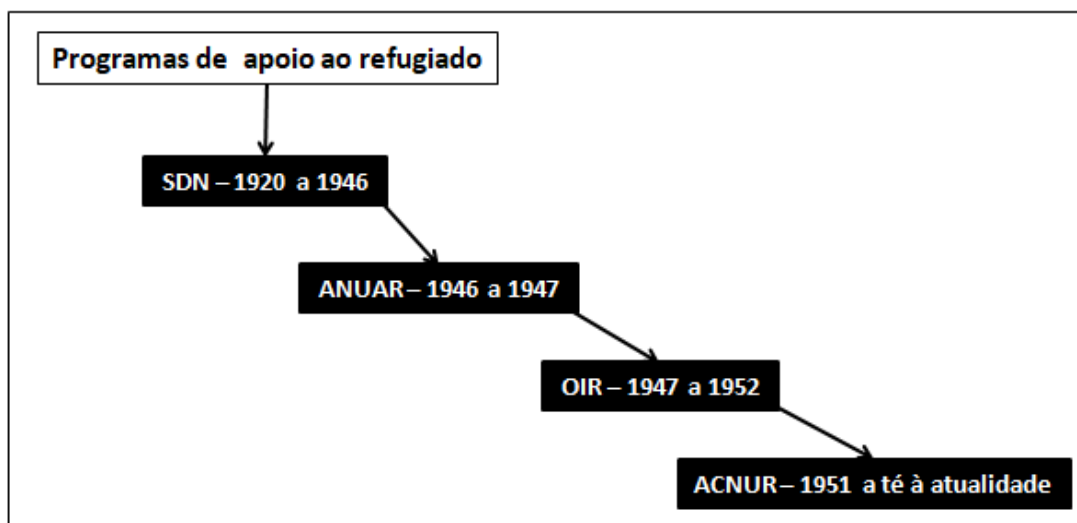 Programas de apoio ao refugiado
SDN – 1920 a 1946
ANUAR – 1946 a 1947
OIR – 1947 a 1952
ACNUR – 1951 a té à atualidade